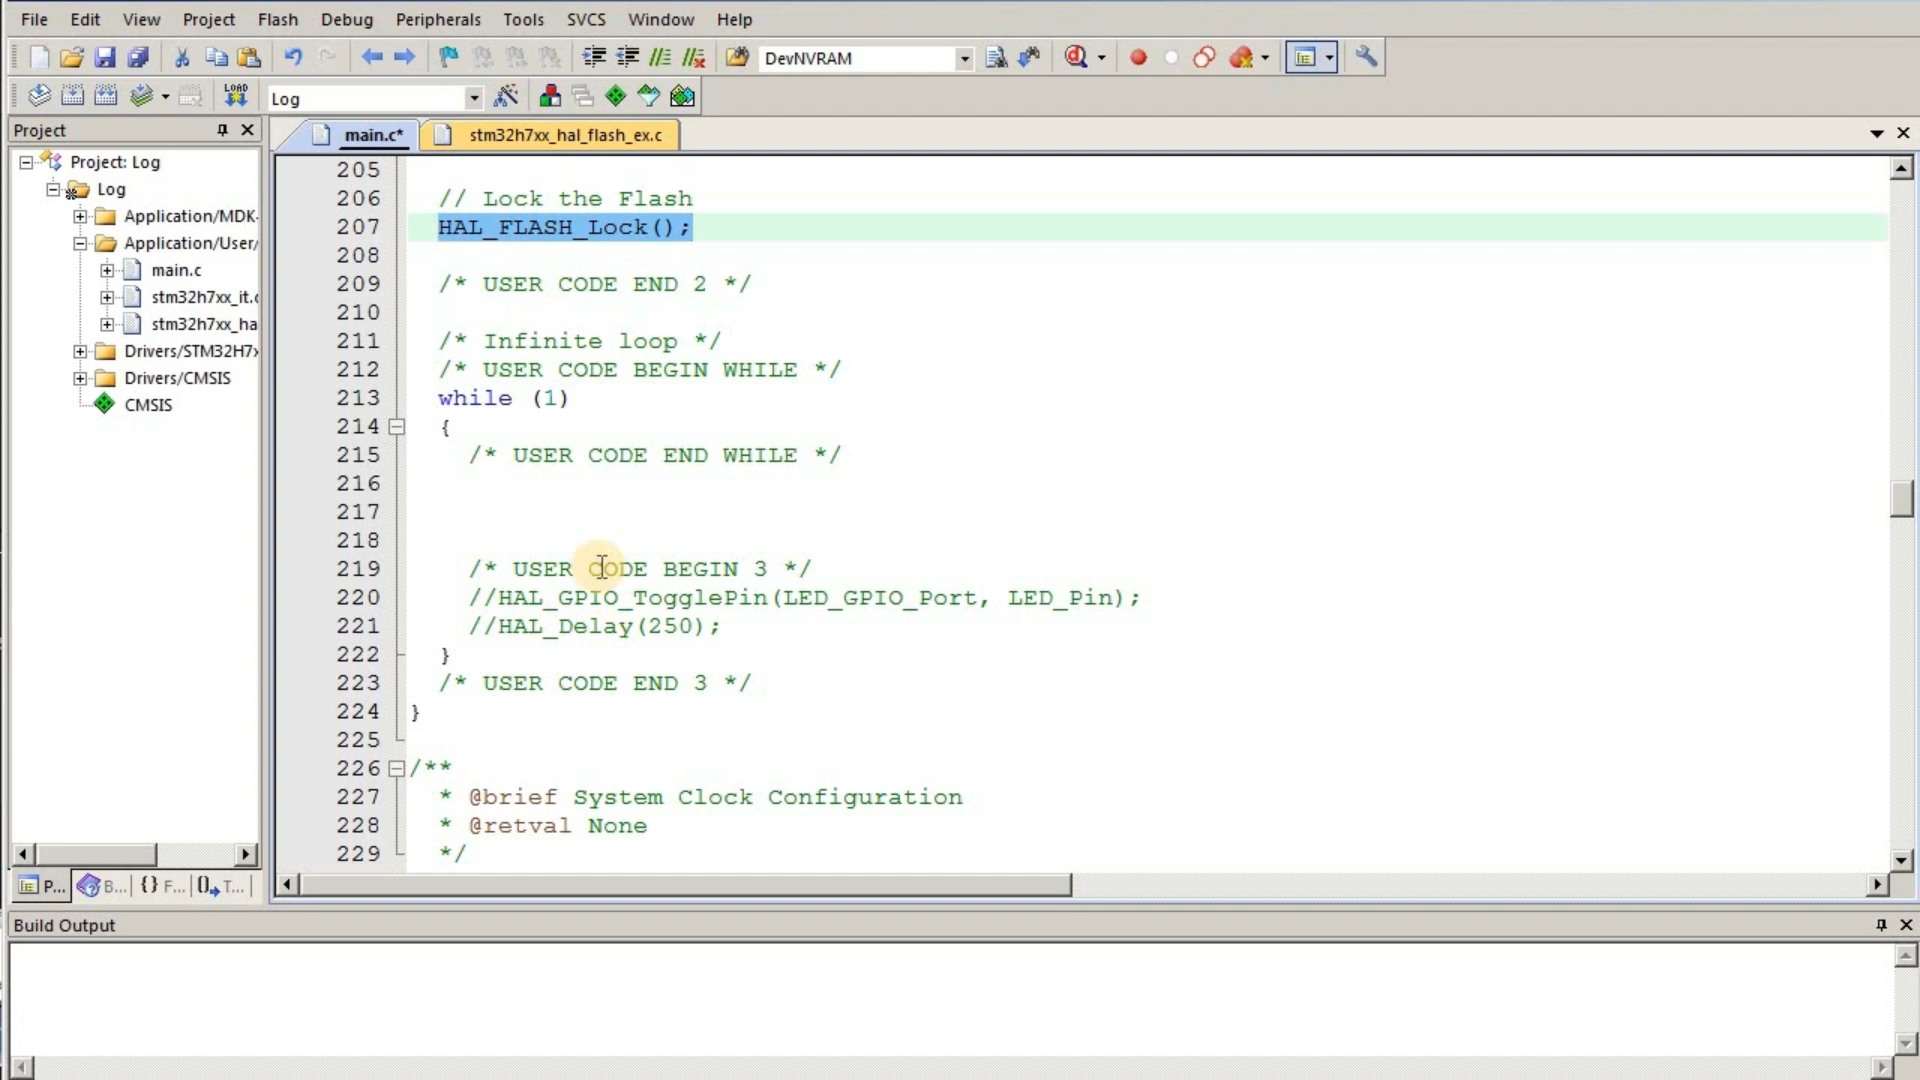 File Edit View Project Flash Debug Peripherals Tools SVCS Window Help
DevNVRAM
LOAD
Log
Project
main.c*
stm32h7xx_hal_flash_ex.c
Project: Log
Log
Application/MDK-
Application/User/
main.c
stm32h7xx_it.c
stm32h7xx_ha
Drivers/STM32H7x
Drivers/CMSIS
CMSIS
P... B... {} F... T...
205
206 // Lock the Flash
207 HAL_FLASH_Lock();
208
209 /* USER CODE END 2 */
210
211 /* Infinite loop */
212 /* USER CODE BEGIN WHILE */
213 while (1)
214 {
215 /* USER CODE END WHILE */
216
217
218
219 /* USER CODE BEGIN 3 */
220 //HAL_GPIO_TogglePin(LED_GPIO_Port, LED_Pin);
221 //HAL_Delay(250);
222 }
223 /* USER CODE END 3 */
224 }
225
226 /**
227 * @brief System Clock Configuration
228 * @retval None
229 */
Build Output